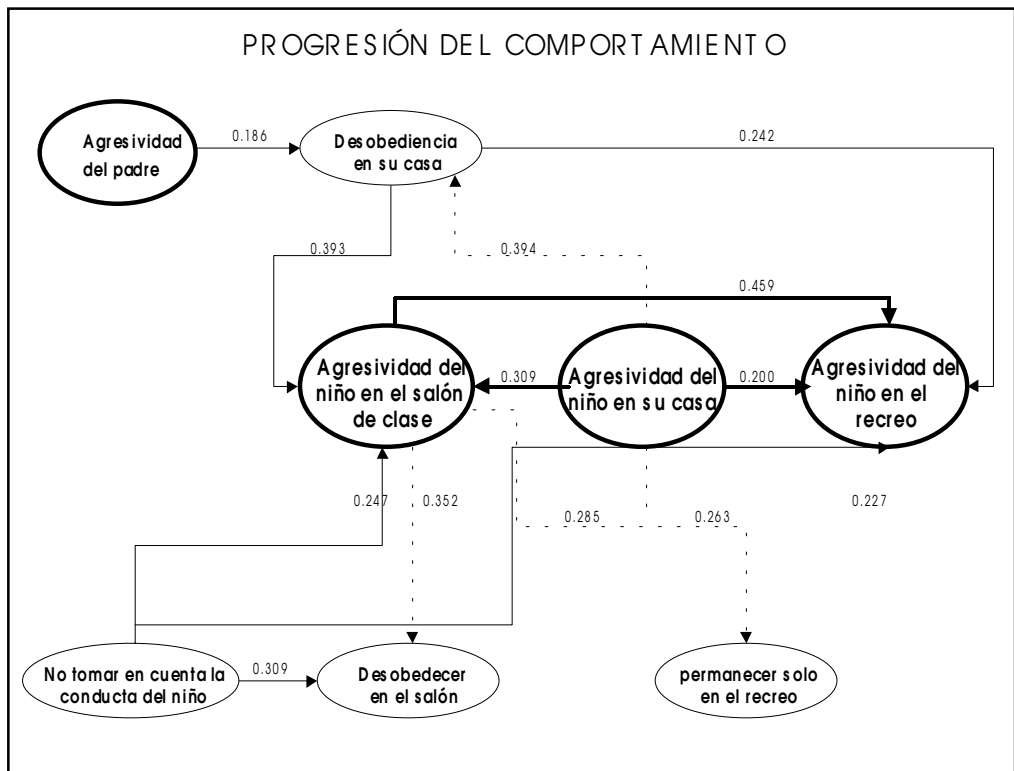 PROGRESIÓN DEL COMPORTAMIENTO
Agresividad
del padre
0.186
Desobediencia
en su casa
0.242
0.393
0.394
0.459
Agresividad del
niño en el salón
de clase
0.309
Agresividad del
niño en su casa
0.200
Agresividad del
niño en el
recreo
0.247
0.352
0.285
0.263
0.227
No tomar en cuenta la
conducta del niño
0.309
Desobedecer
en el salón
permanecer solo
en el recreo